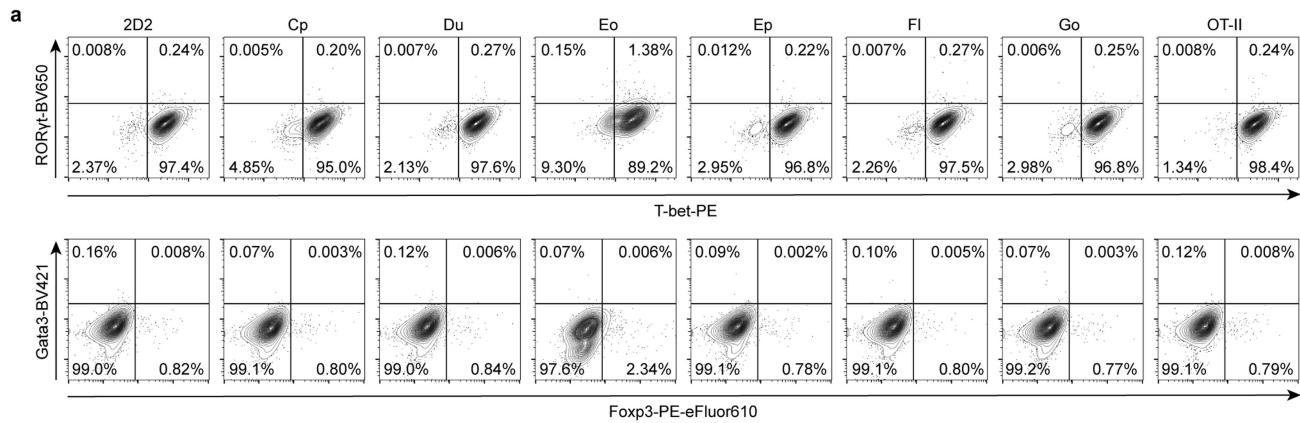 a
2D2 Cp Du Eo Ep Fl Go OT-II
0.008% 0.24% 0.005% 0.20% 0.007% 0.27% 0.15% 1.38% 0.012% 0.22% 0.007% 0.27% 0.006% 0.25% 0.008% 0.24%
RORγt-BV650
2.37% 97.4% 4.85% 95.0% 2.13% 97.6% 9.30% 89.2% 2.95% 96.8% 2.26% 97.5% 2.98% 96.8% 1.34% 98.4%
T-bet-PE
0.16% 0.008% 0.07% 0.003% 0.12% 0.006% 0.07% 0.006% 0.09% 0.002% 0.10% 0.005% 0.07% 0.003% 0.12% 0.008%
Gata3-BV421
99.0% 0.82% 99.1% 0.80% 99.0% 0.84% 97.6% 2.34% 99.1% 0.78% 99.1% 0.80% 99.2% 0.77% 99.1% 0.79%
Foxp3-PE-eFluor610